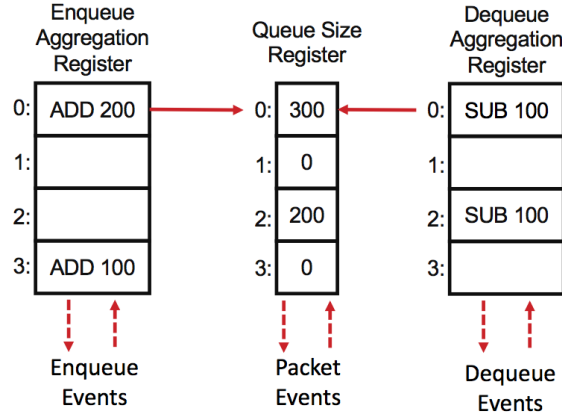 Enqueue
Aggregation
Register
0: ADD 200
1:
2:
3: ADD 100
Enqueue
Events
Queue Size
Register
0: 300
1: 0
2: 200
3: 0
Packet
Events
Dequeue
Aggregation
Register
0: SUB 100
1:
2: SUB 100
3:
Dequeue
Events